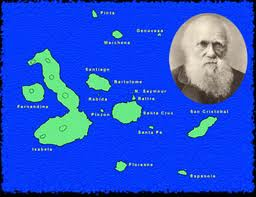 Pinta
Genovesa
Marchena
Santiago
Bartolome
Fernandina
Rabida
N. Seymour
Baltra
Pinzon
Santa Cruz
San Cristobal
Santa Fe
Isabela
Floreana
Espanola